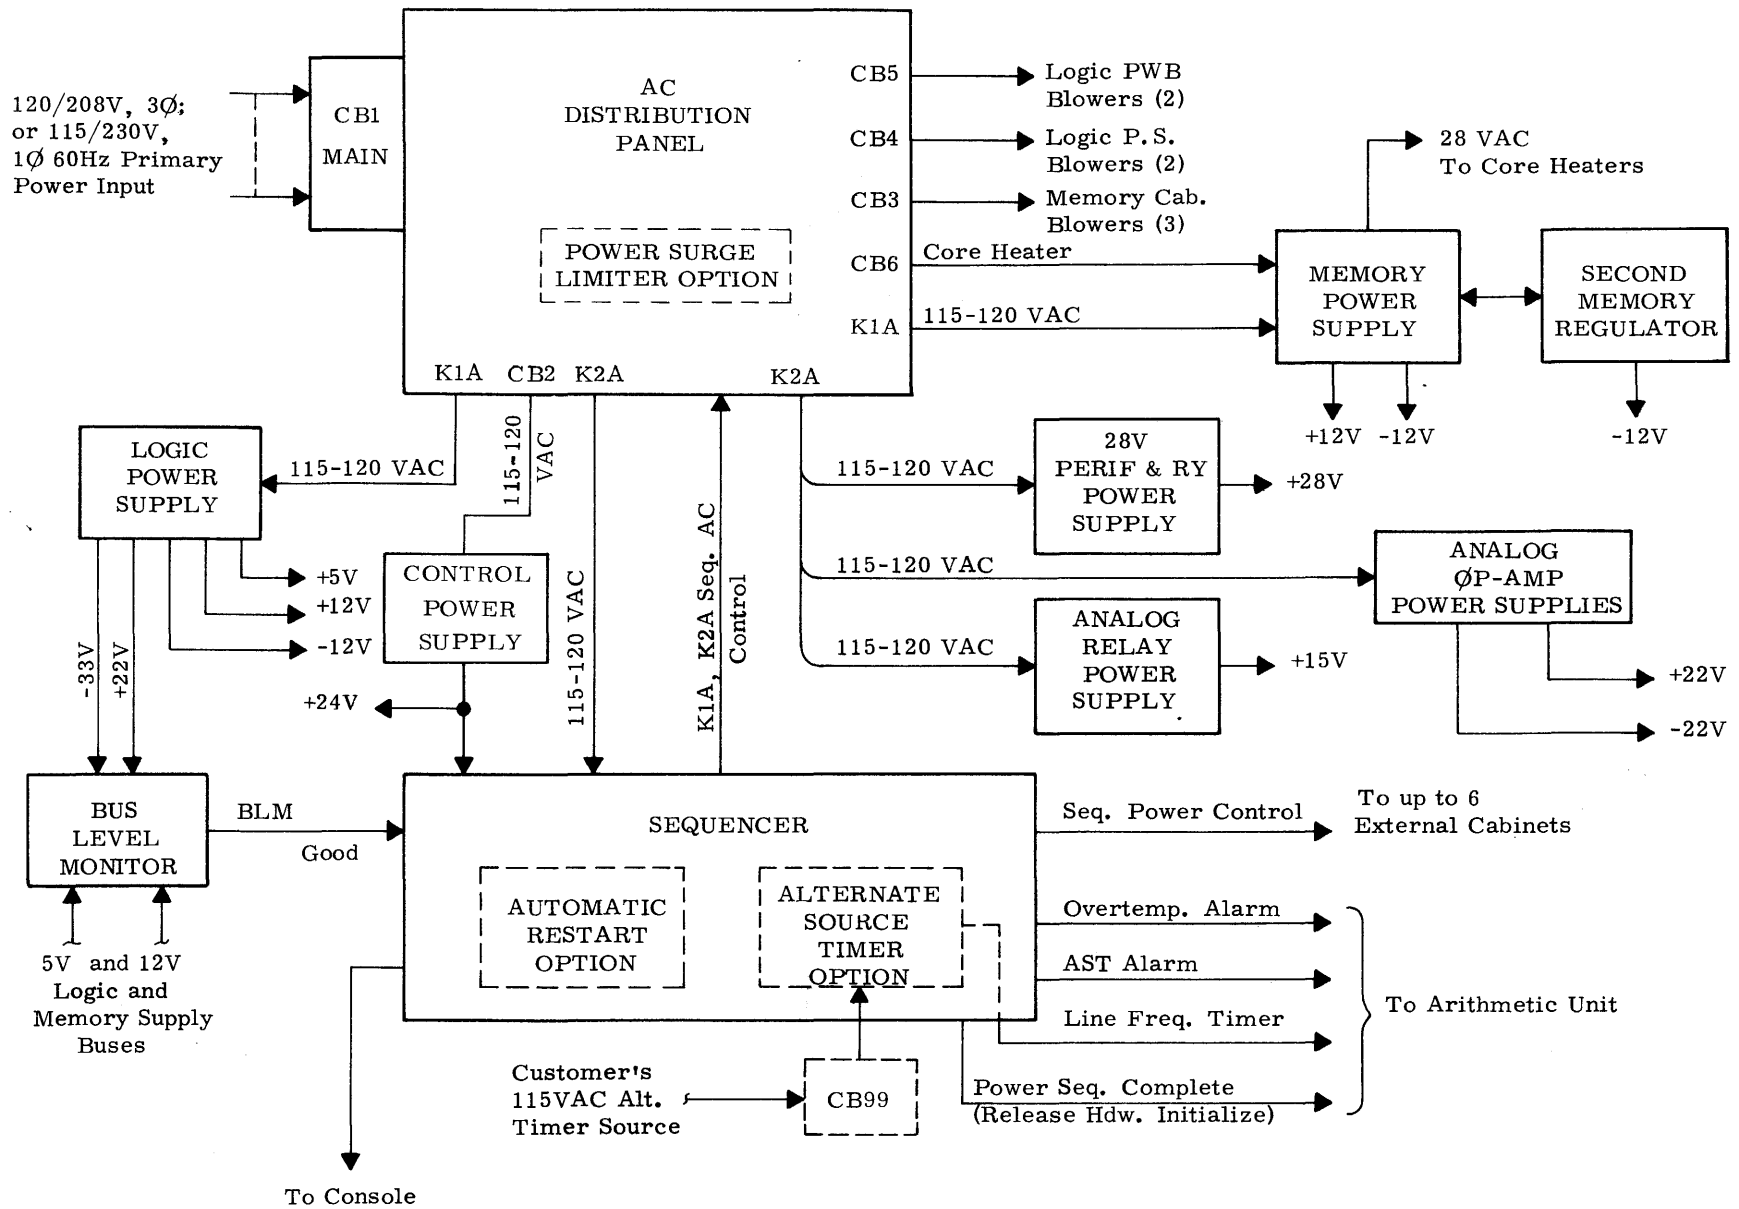 120/208V, 3Ø;
or 115/230V,
1Ø 60Hz Primary
Power Input
CB1
MAIN
AC
DISTRIBUTION
PANEL
POWER SURGE
LIMITER OPTION
CB5
Logic PWB
Blowers (2)
CB4
Logic P.S.
Blowers (2)
CB3
Memory Cab.
Blowers (3)
CB6
Core Heater
K1A
115-120 VAC
28 VAC
To Core Heaters
MEMORY
POWER
SUPPLY
SECOND
MEMORY
REGULATOR
+12V
-12V
-12V
K1A
CB2
K2A
K2A
LOGIC
POWER
SUPPLY
115-120 VAC
115-120
VAC
+5V
+12V
-12V
-33V
+22V
CONTROL
POWER
SUPPLY
+24V
115-120 VAC
K1A, K2A Seq. AC
Control
115-120 VAC
28V
PERIF & RY
POWER
SUPPLY
+28V
115-120 VAC
ANALOG
ØP-AMP
POWER SUPPLIES
+22V
-22V
115-120 VAC
ANALOG
RELAY
POWER
SUPPLY
+15V
BUS
LEVEL
MONITOR
BLM
Good
5V and 12V
Logic and
Memory Supply
Buses
SEQUENCER
AUTOMATIC
RESTART
OPTION
ALTERNATE
SOURCE
TIMER
OPTION
Seq. Power Control
To up to 6
External Cabinets
Overtemp. Alarm
AST Alarm
Line Freq. Timer
Power Seq. Complete
(Release Hdw. Initialize)
To Arithmetic Unit
Customer's
115VAC Alt.
Timer Source
CB99
To Console